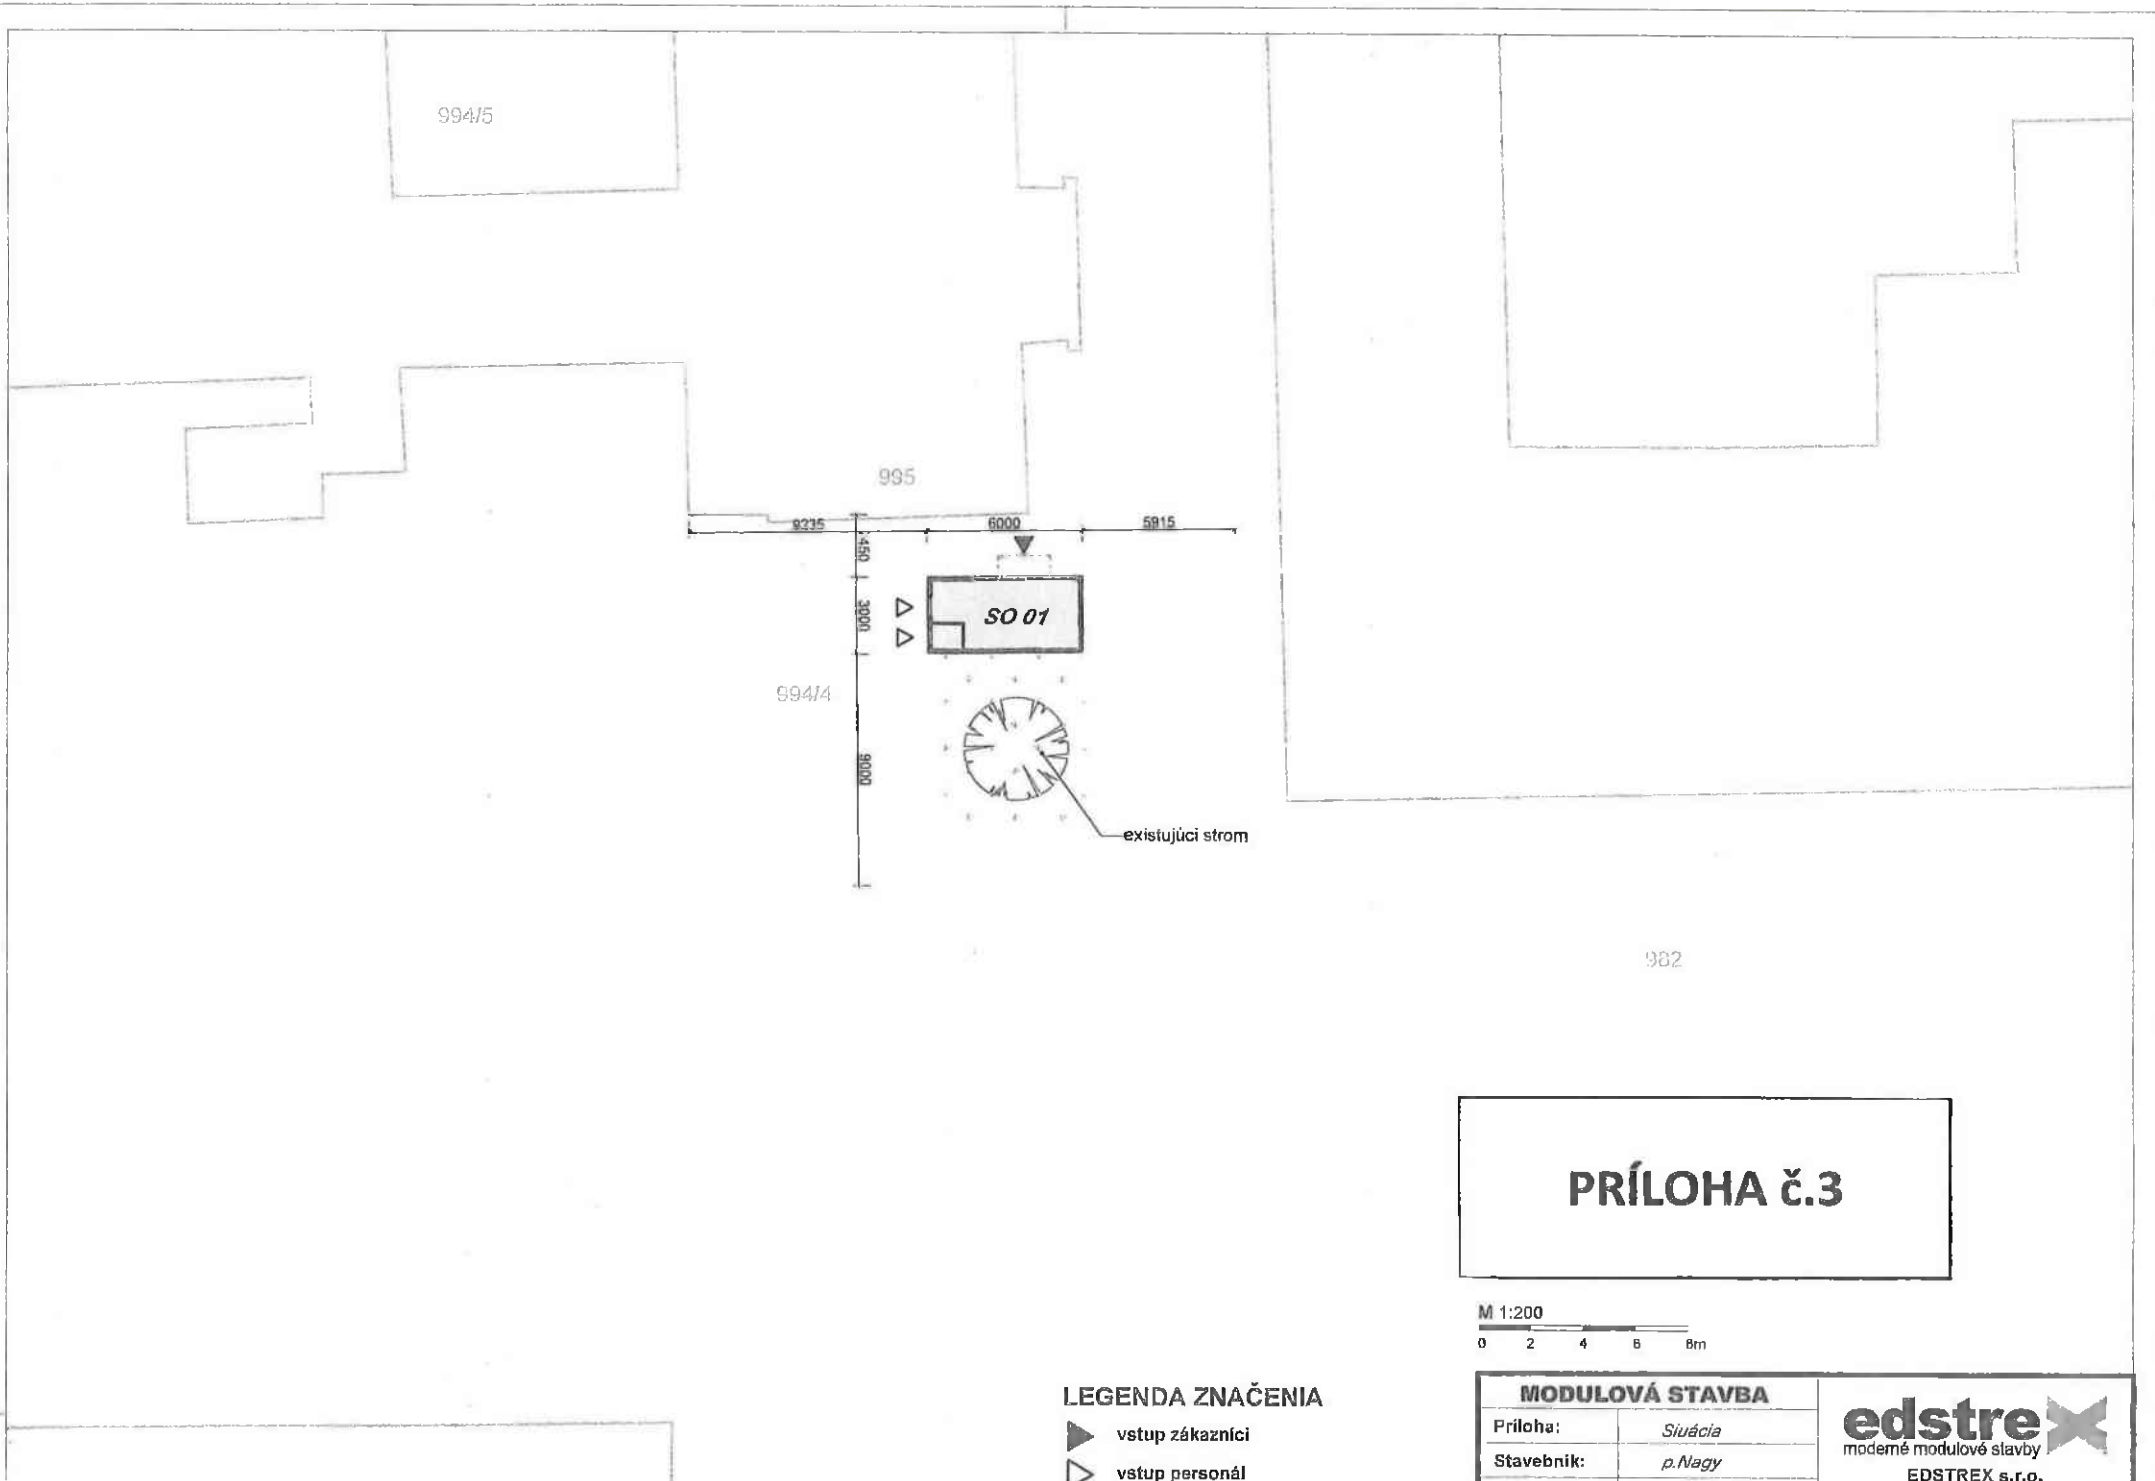 994/5
995
9235
6000
5915
450
3000
SO 01
994/4
9000
existujúci strom
982
PRÍLOHA č.3
M 1:200
0 2 4 6 8m
LEGENDA ZNAČENIA
vstup zákazníci
vstup personál
MODULOVÁ STAVBA
Príloha: Siuácia
Stavebník: p.Nagy
edstrex
moderné modulové stavby
EDSTREX s.r.o.